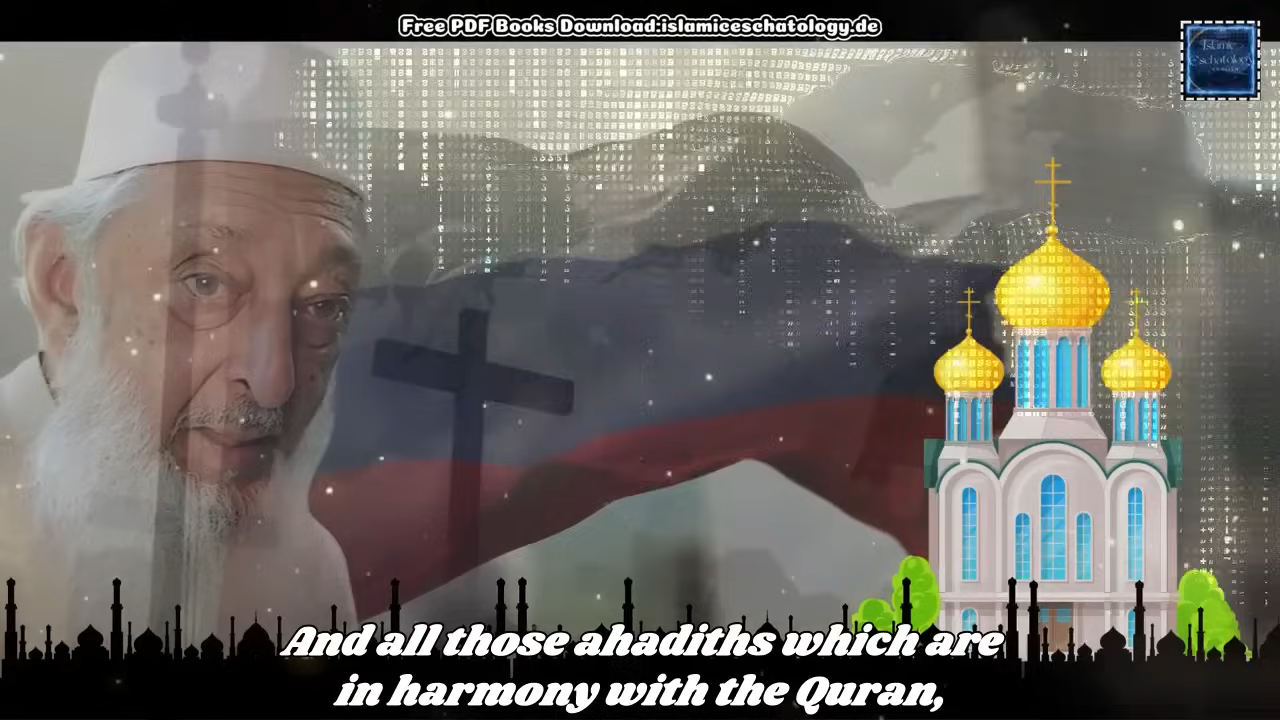 Free PDF Books Download:islamiceschatology.de
Islamic
Eschatology
And all those ahadiths which are
in harmony with the Quran,